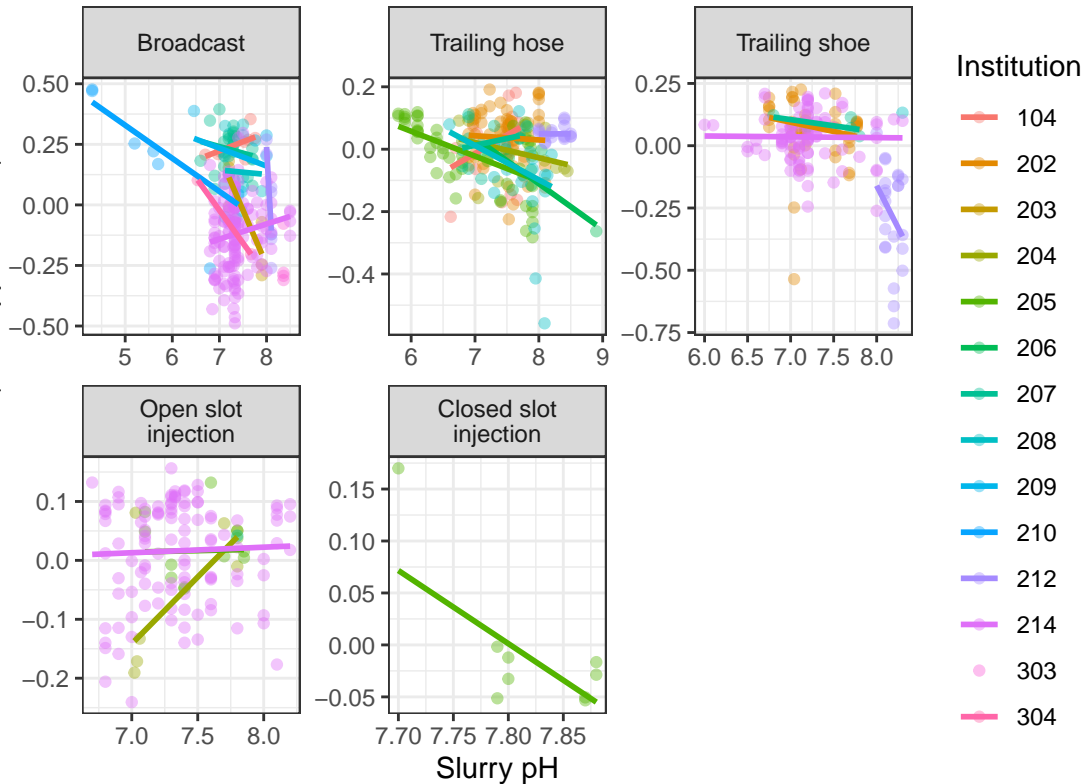 Broadcast
Trailing hose
Trailing shoe
0.50
0.25
0.00
−0.25
−0.50
5 6 7 8
0.2
0.0
−0.2
−0.4
6 7 8 9
0.25
0.00
−0.25
−0.50
−0.75
6.0 6.5 7.0 7.5 8.0
Open slot
injection
Closed slot
injection
0.1
0.0
−0.1
−0.2
7.0 7.5 8.0
0.15
0.10
0.05
0.00
−0.05
7.70 7.75 7.80 7.85
Slurry pH
Institution
104
202
203
204
205
206
207
208
209
210
212
214
303
304